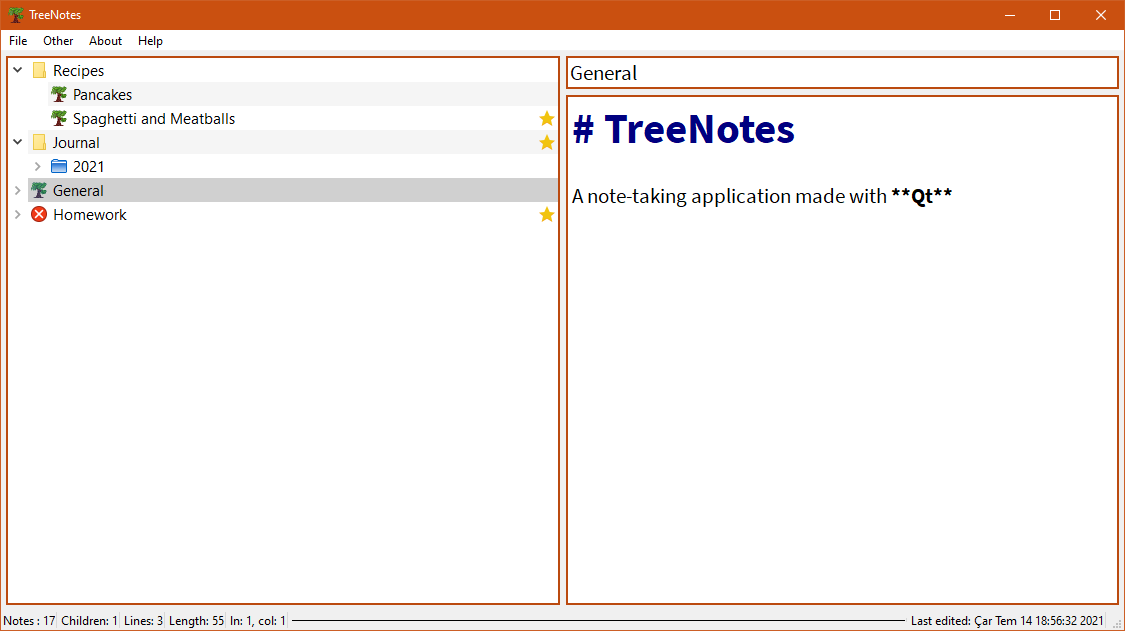 TreeNotes
File Other About Help
Recipes
Pancakes
Spaghetti and Meatballs
Journal
2021
General
Homework
General
# TreeNotes
A note-taking application made with **Qt**
Notes : 17 Children: 1 Lines: 3 Length: 55 ln: 1, col: 1 Last edited: Çar Tem 14 18:56:32 2021